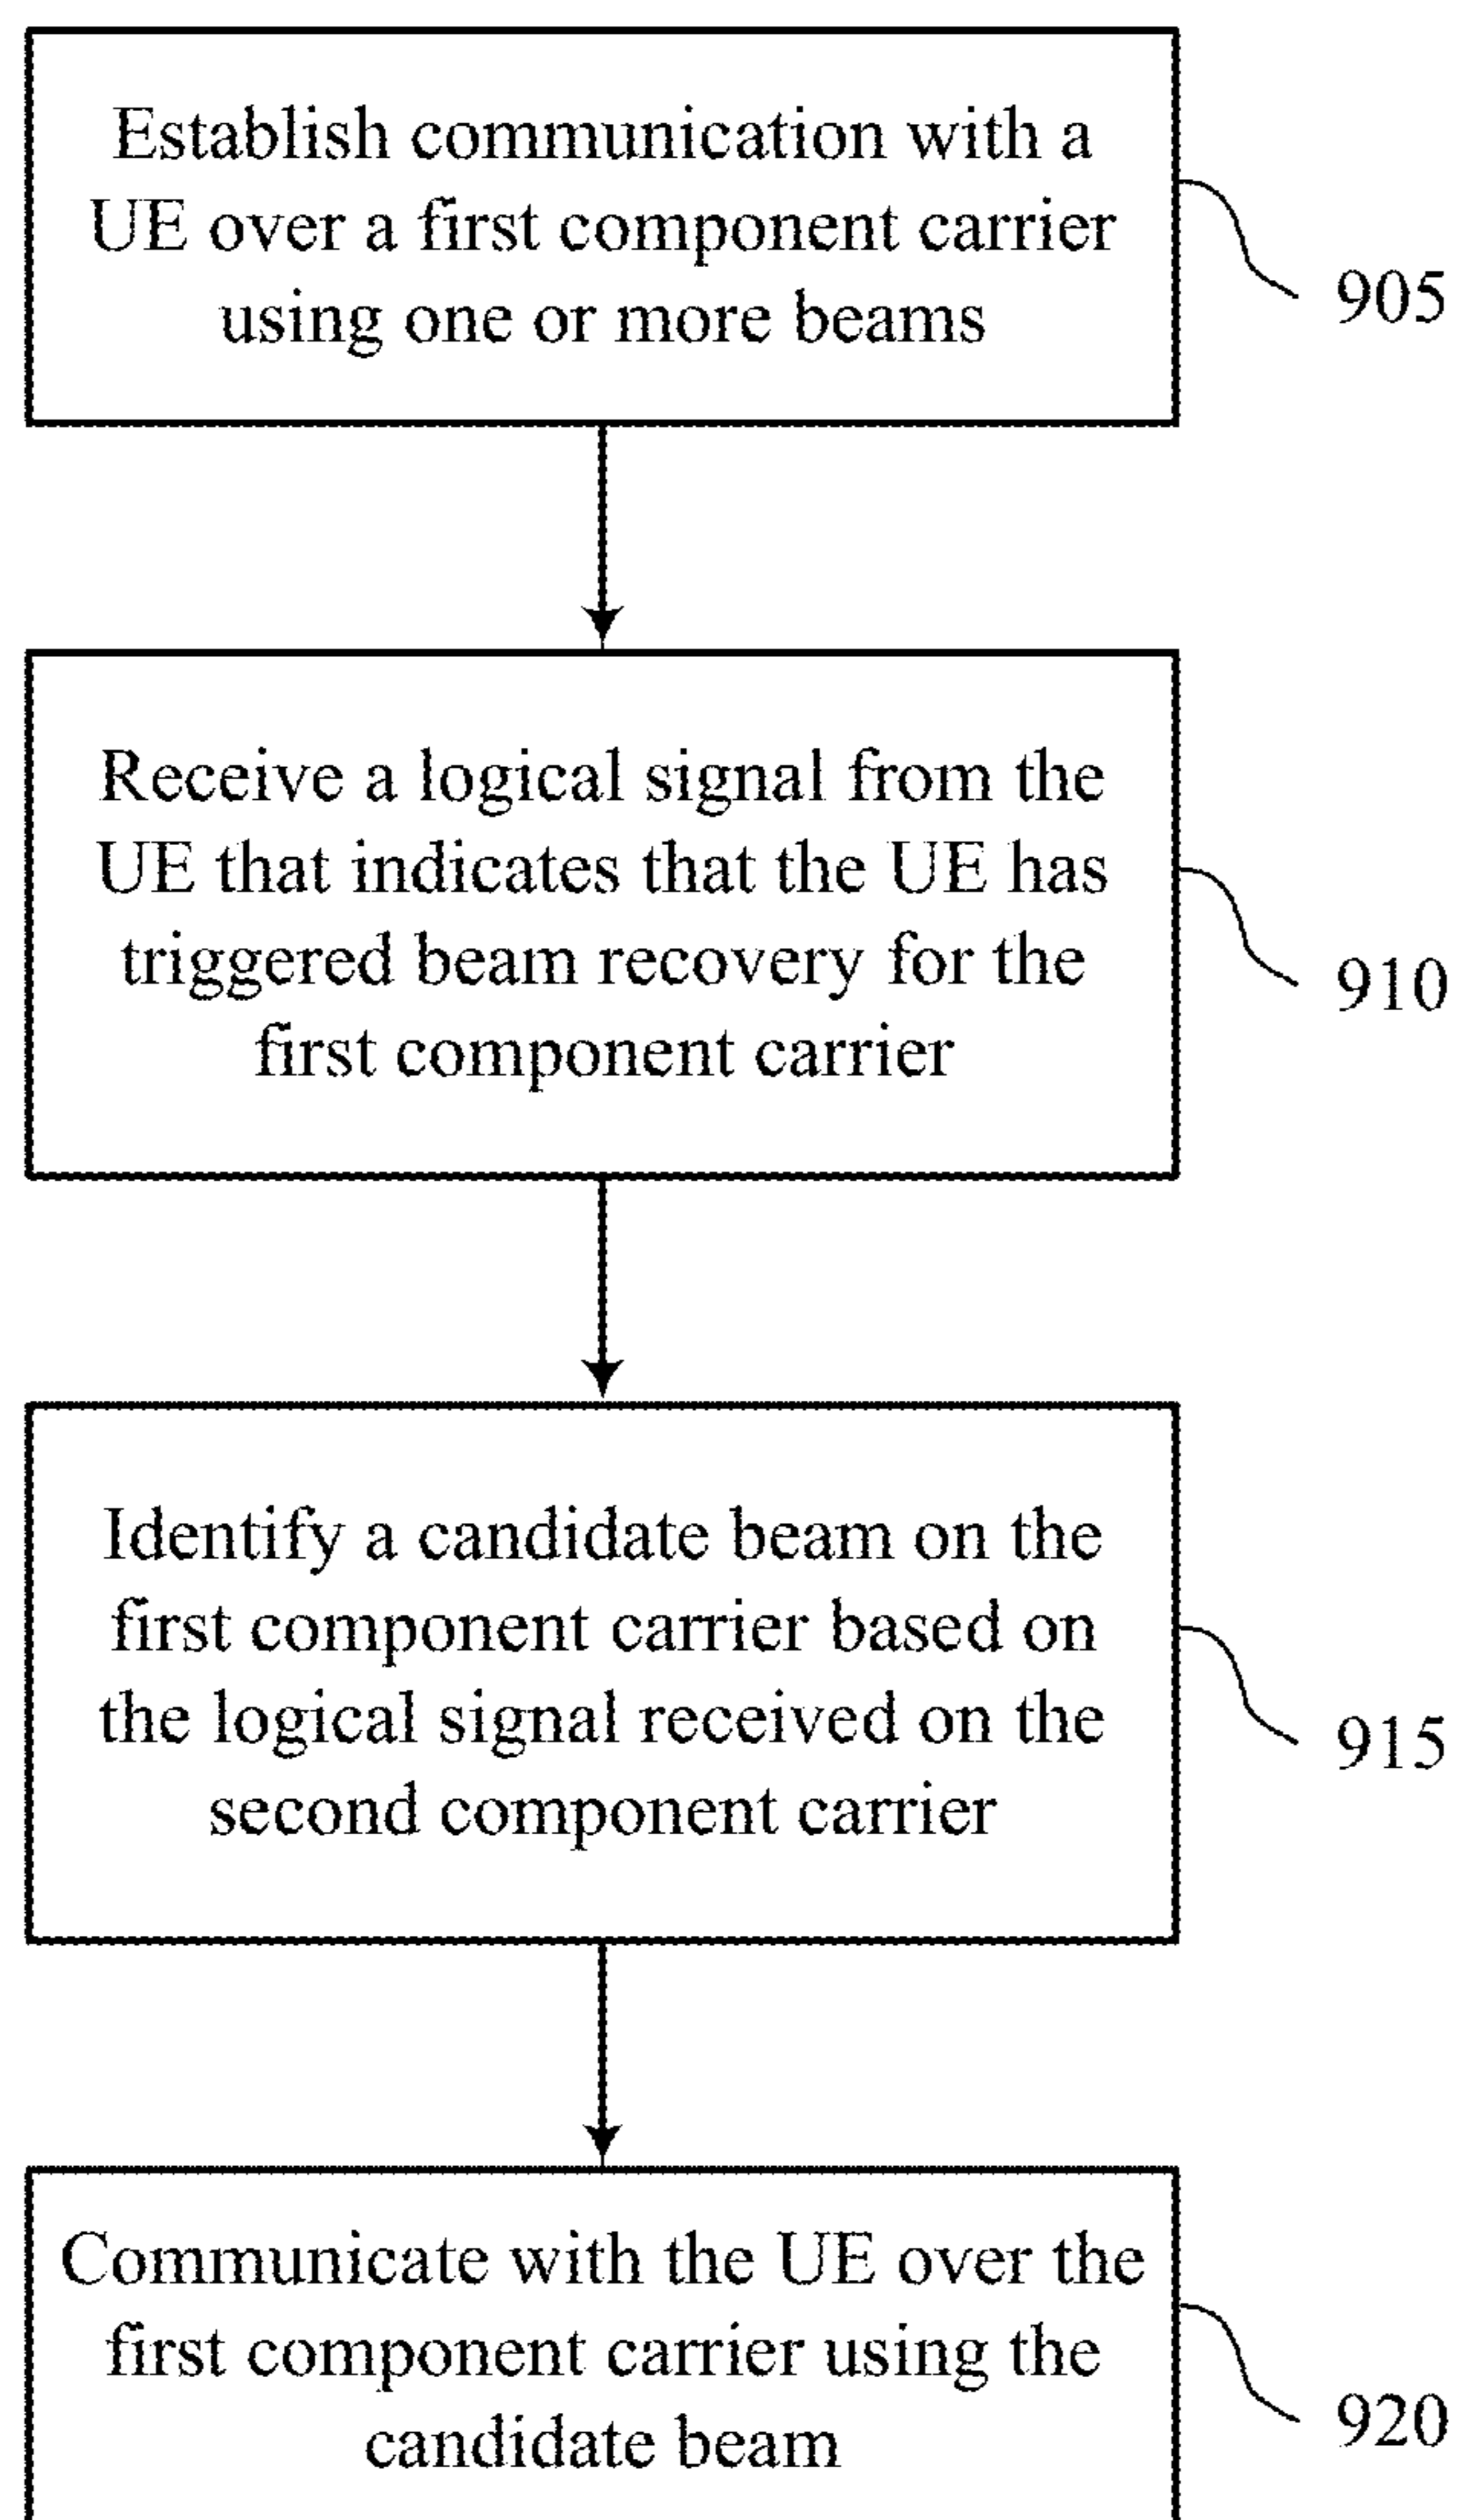 Establish communication with a
UE over a first component carrier
using one or more beams
905
Receive a logical signal from the
UE that indicates that the UE has
triggered beam recovery for the
first component carrier
910
Identify a candidate beam on the
first component carrier based on
the logical signal received on the
second component carrier
915
Communicate with the UE over the
first component carrier using the
candidate beam
920